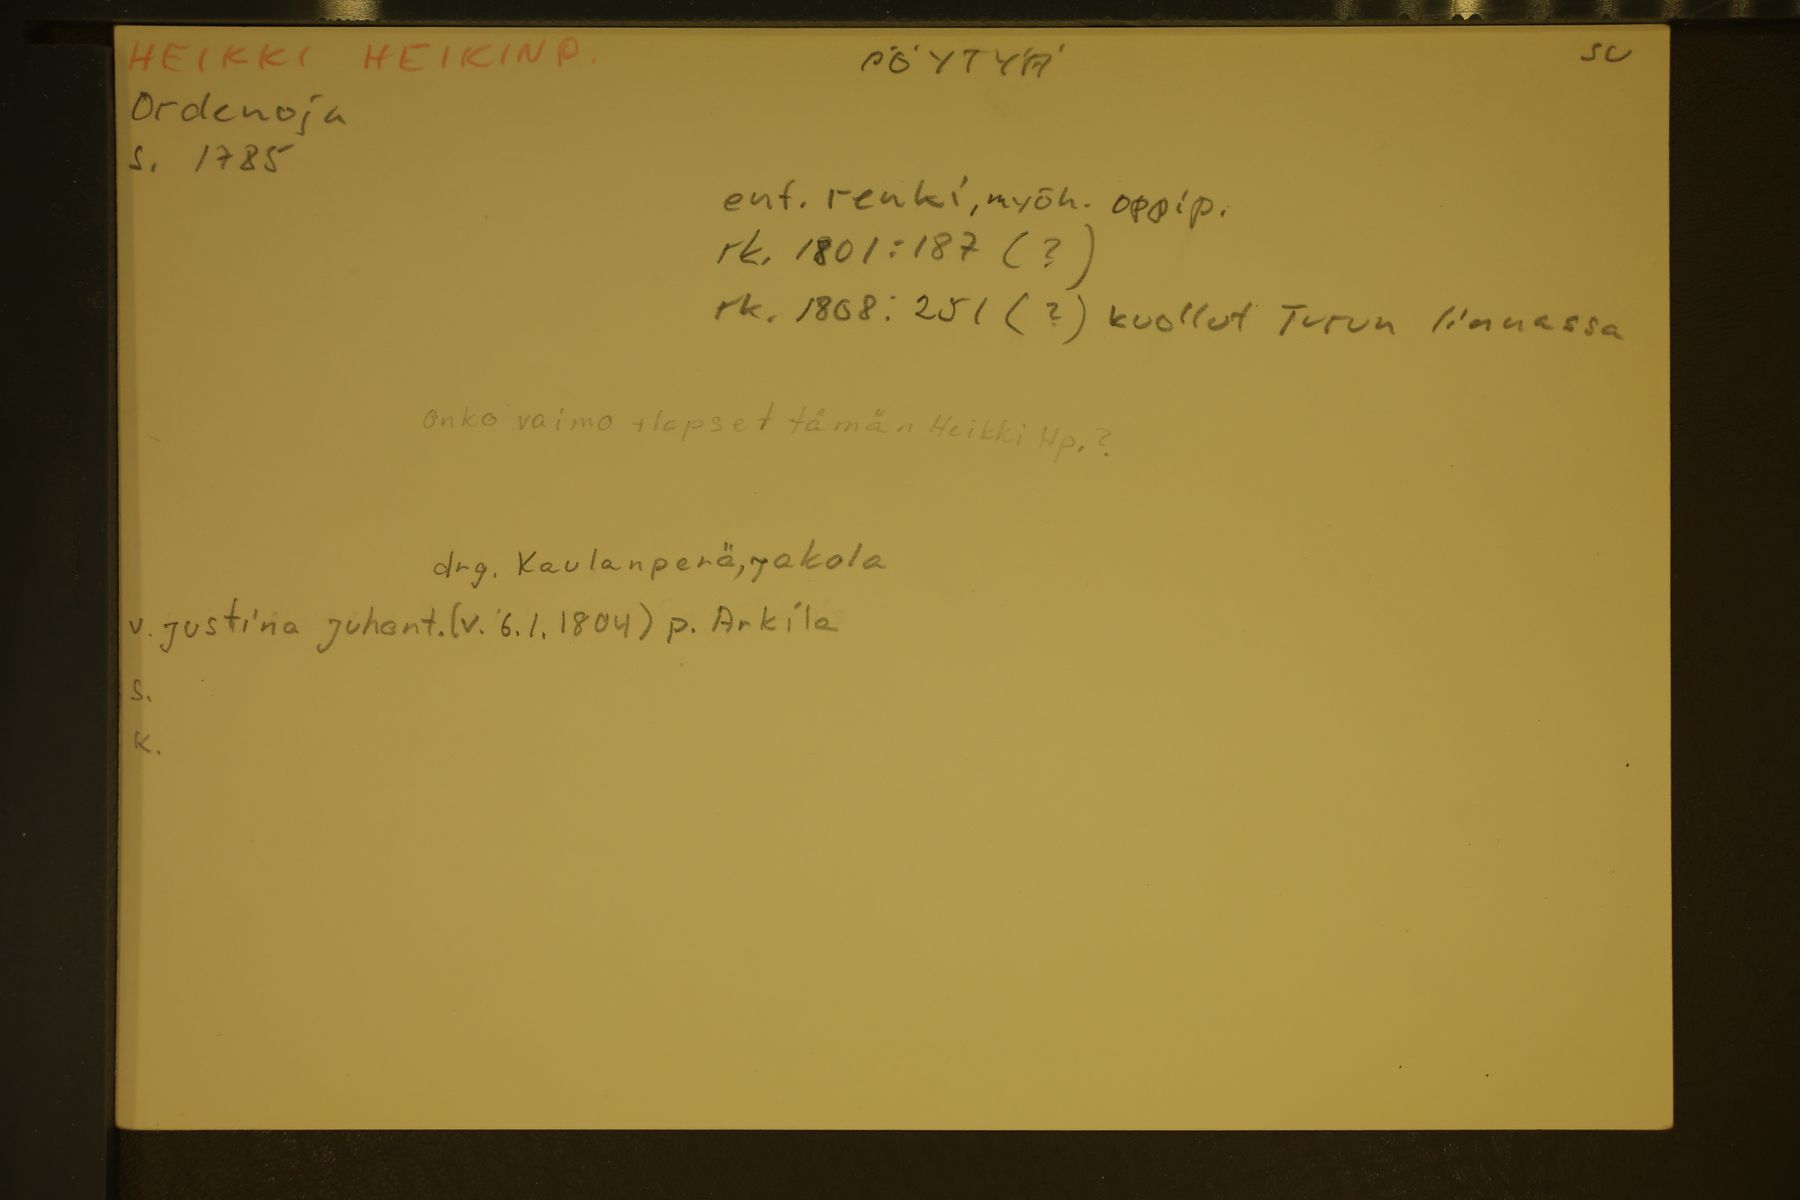 HEIKKI HEIKINP. PÖYTYÄ SU
Ordenoja
s. 1785
ent. renki, myöh. oppip.
rk. 1801:187 (?)
rk. 1808: 251 (?) kuollut Turun linnassa
Onko vaimo + lapset tämän Heikki Hp.?
drg. Kaulanperä, Yakola
v. Justina Juhant. (v. 6.1.1804) p. Arkila
s.
k.